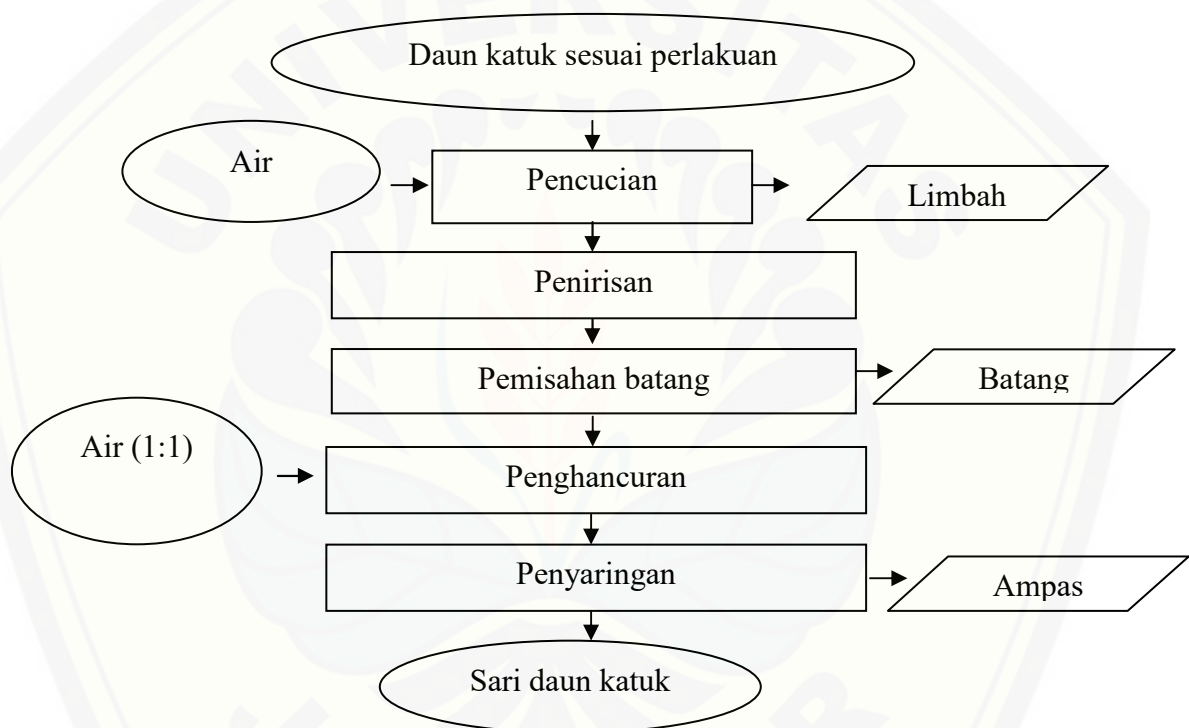 Daun katuk sesuai perlakuan
Air
Pencucian
Limbah
Penirisan
Pemisahan batang
Batang
Air (1:1)
Penghancuran
Penyaringan
Ampas
Sari daun katuk
UNIVERSITAS